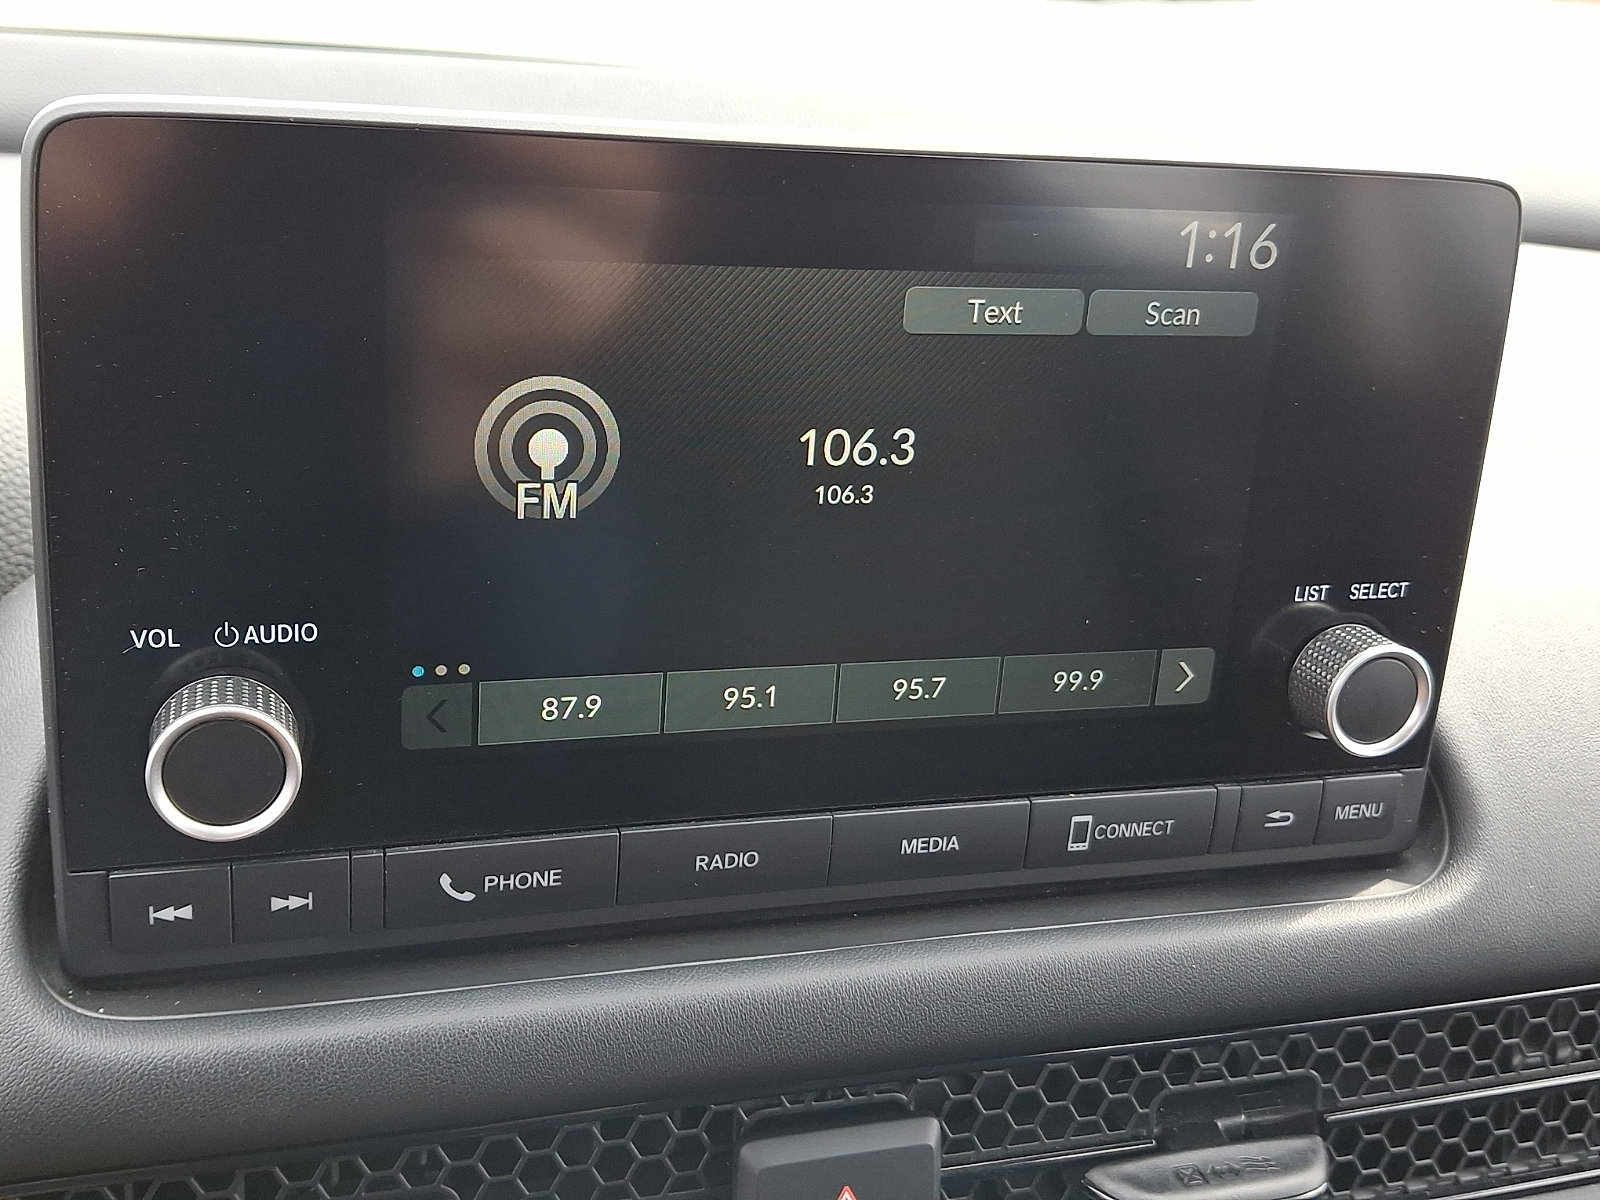 1:16
Text Scan
FM
106.3
106.3
LIST SELECT
VOL AUDIO
87.9 95.1 95.7 99.9
PHONE RADIO MEDIA CONNECT MENU